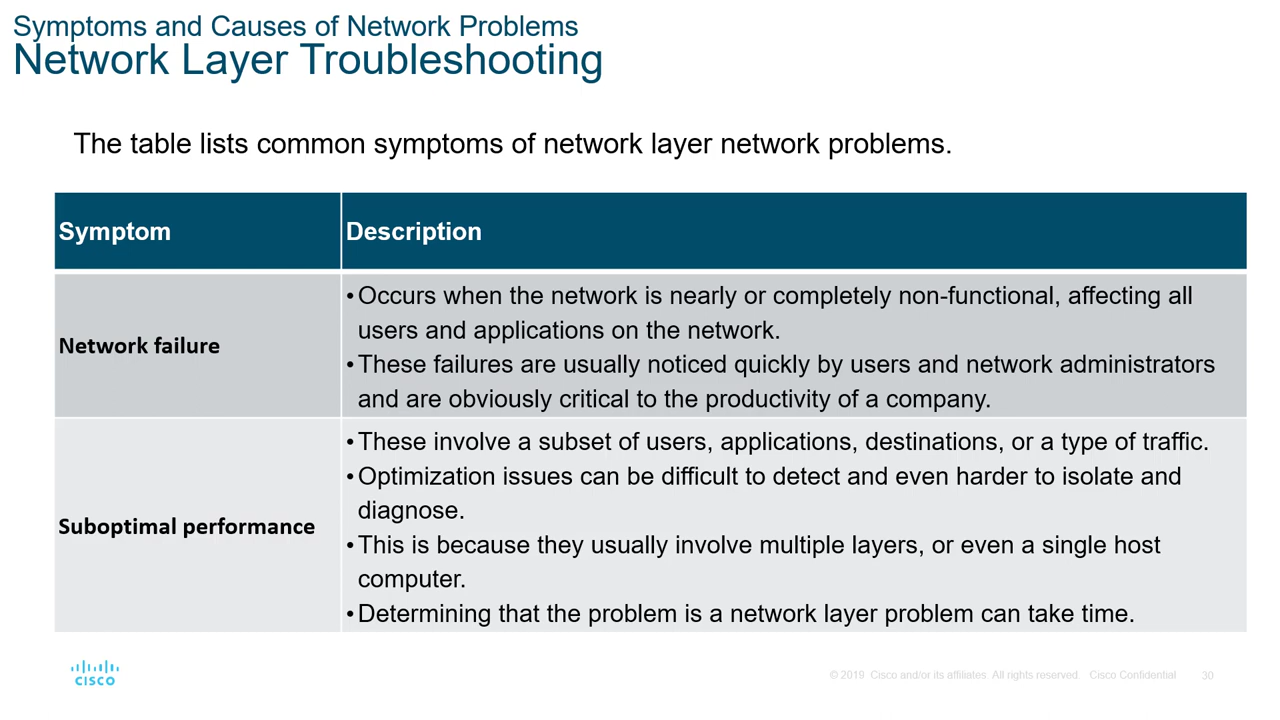 Symptoms and Causes of Network Problems
Network Layer Troubleshooting
The table lists common symptoms of network layer network problems.
Symptom
Description
Network failure
•Occurs when the network is nearly or completely non-functional, affecting all
users and applications on the network.
•These failures are usually noticed quickly by users and network administrators
and are obviously critical to the productivity of a company.
Suboptimal performance
•These involve a subset of users, applications, destinations, or a type of traffic.
•Optimization issues can be difficult to detect and even harder to isolate and
diagnose.
•This is because they usually involve multiple layers, or even a single host
computer.
•Determining that the problem is a network layer problem can take time.
CISCO
© 2019 Cisco and/or its affiliates. All rights reserved. Cisco Confidential
30